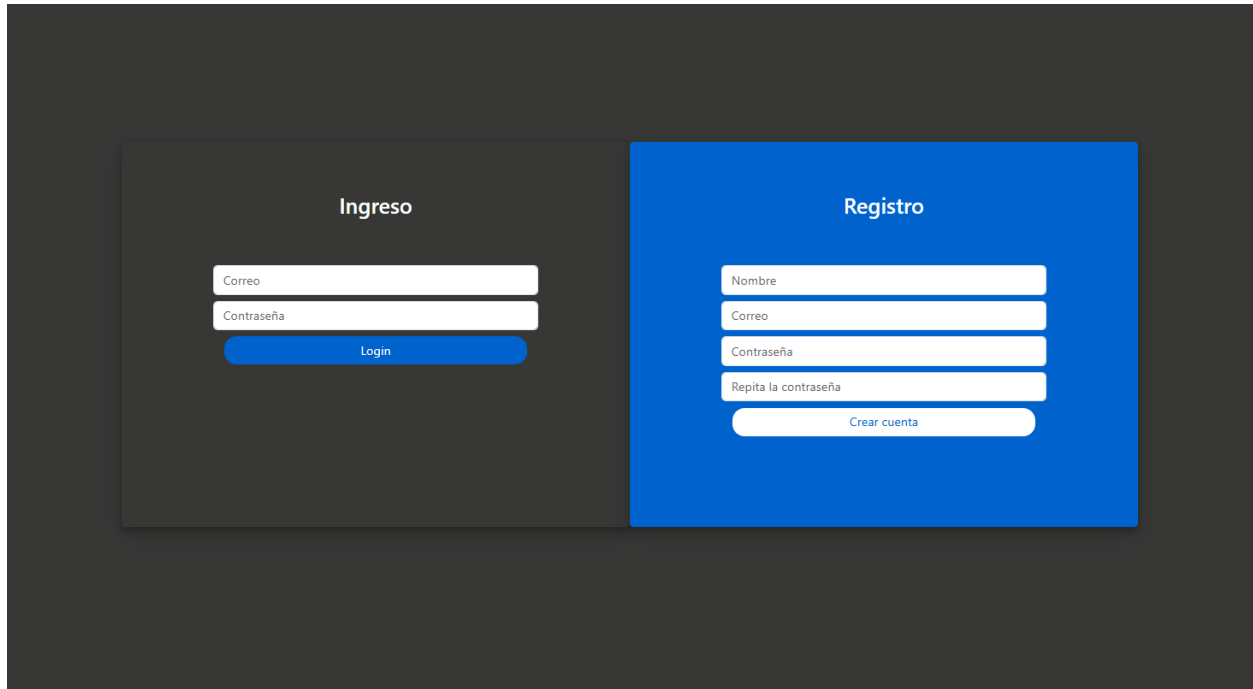 Ingreso
Correo
Contraseña
Login
Registro
Nombre
Correo
Contraseña
Repita la contraseña
Crear cuenta